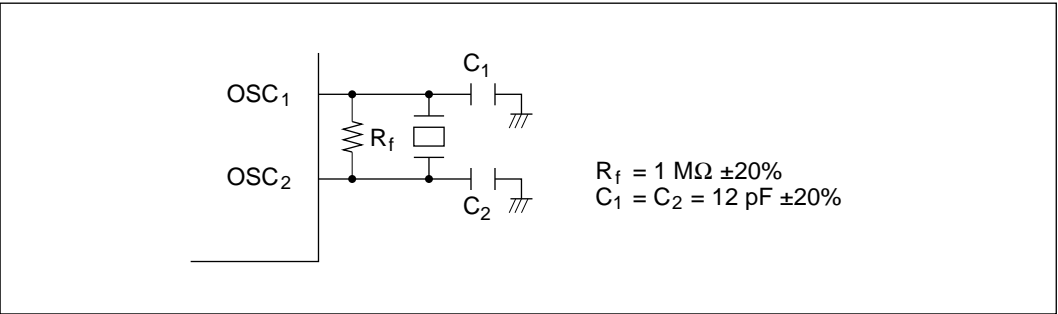 C1
OSC1
Rf
OSC2
C2
Rf = 1 MΩ ±20%
C1 = C2 = 12 pF ±20%